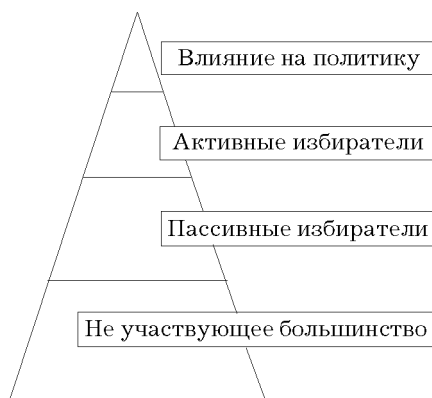 Влияние на политику
Активные избиратели
Пассивные избиратели
Не участвующее большинство